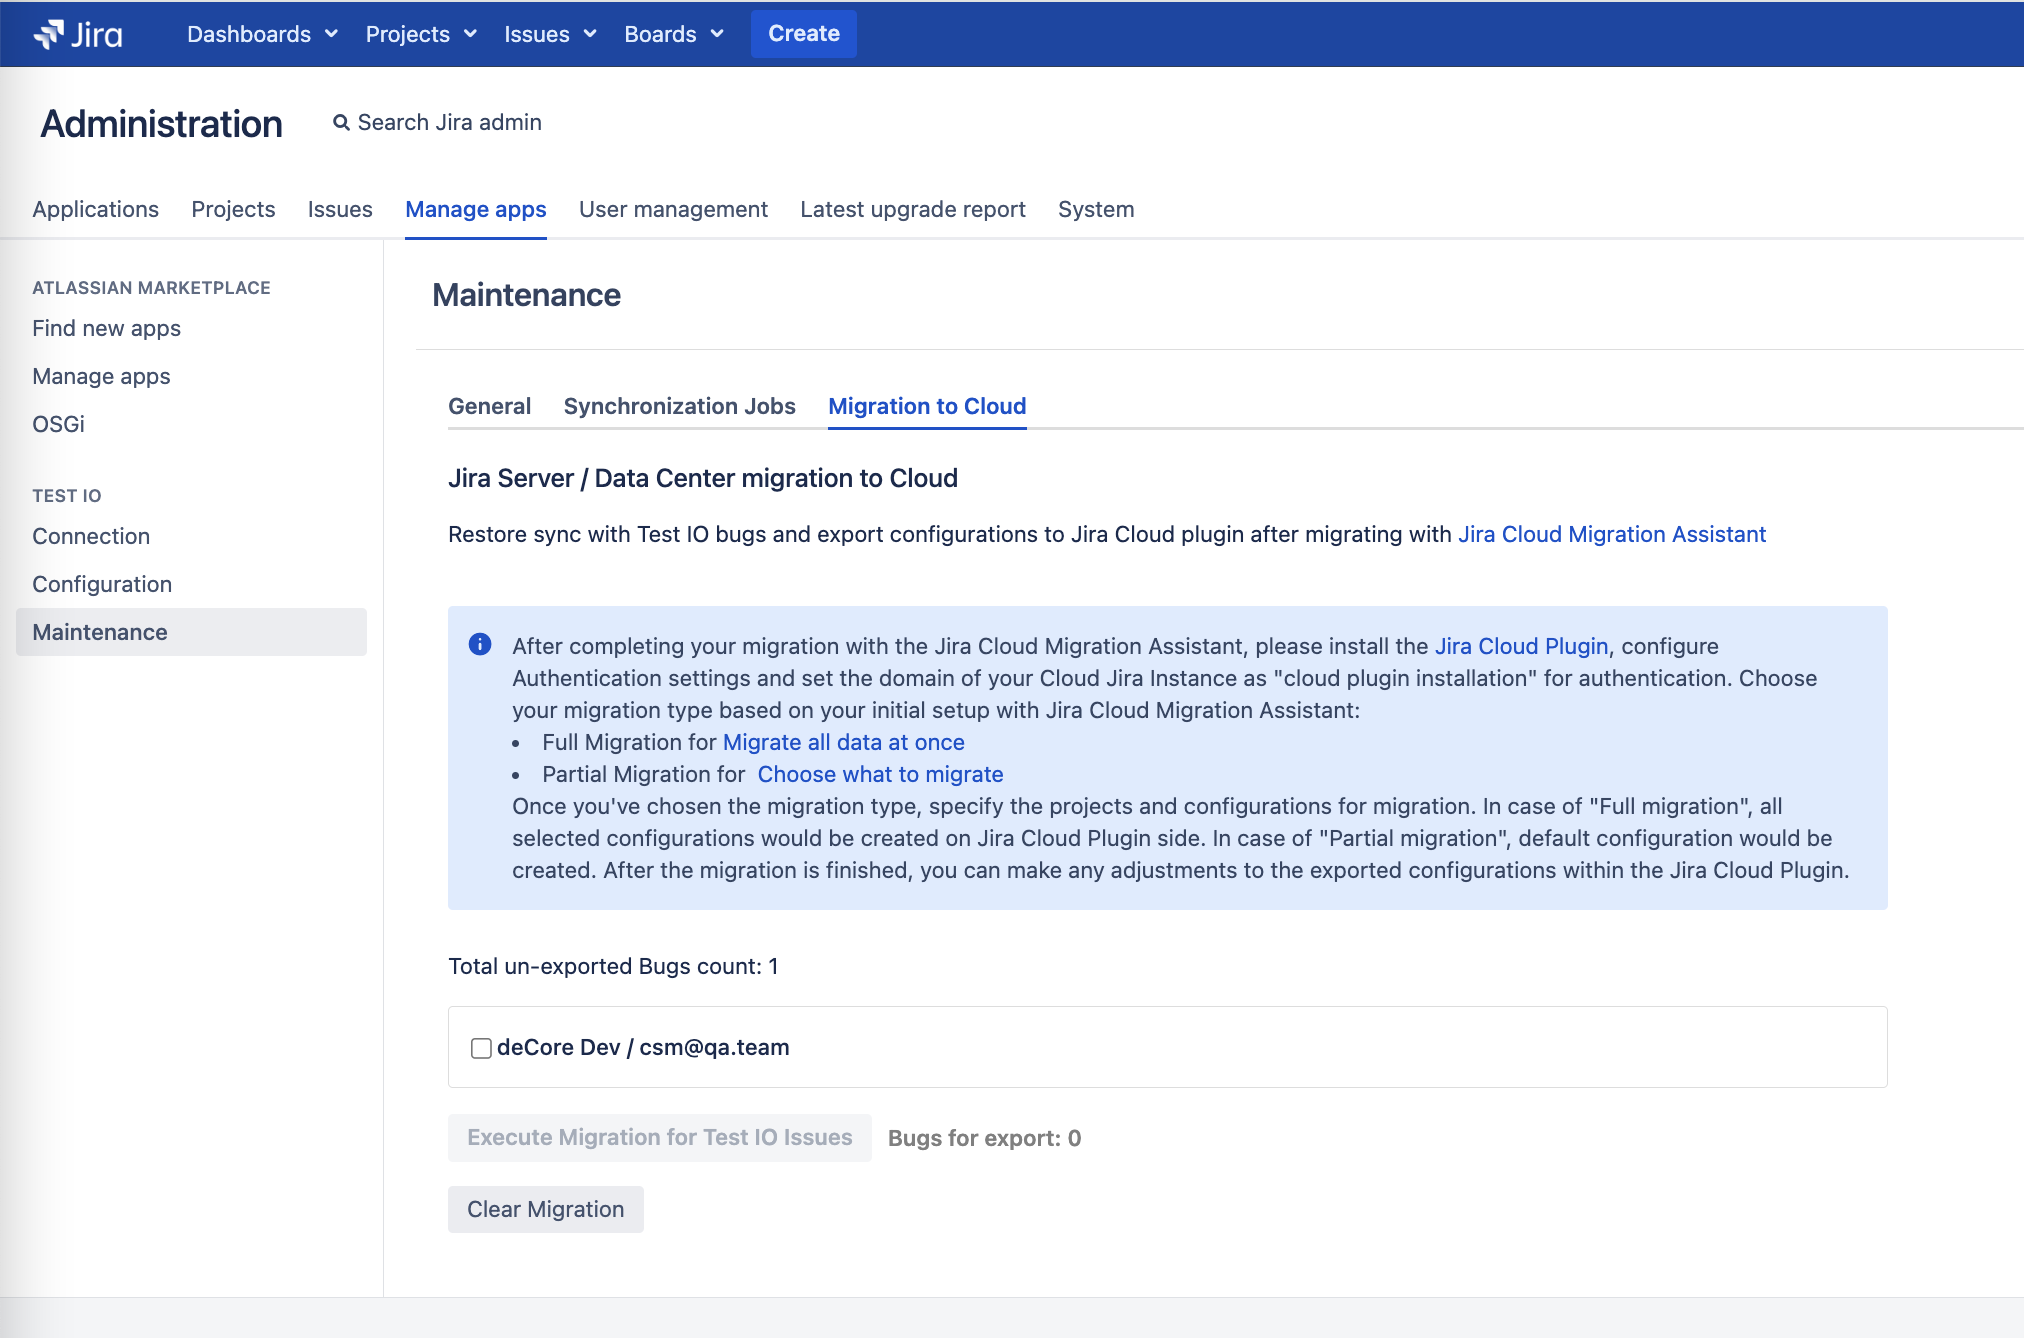 Jira Dashboards Projects Issues Boards Create
Administration Search Jira admin
Applications Projects Issues Manage apps User management Latest upgrade report System
ATLASSIAN MARKETPLACE
Find new apps
Manage apps
OSGi
TEST IO
Connection
Configuration
Maintenance
Maintenance
General Synchronization Jobs Migration to Cloud
Jira Server / Data Center migration to Cloud
Restore sync with Test IO bugs and export configurations to Jira Cloud plugin after migrating with Jira Cloud Migration Assistant
After completing your migration with the Jira Cloud Migration Assistant, please install the Jira Cloud Plugin, configure
Authentication settings and set the domain of your Cloud Jira Instance as "cloud plugin installation" for authentication. Choose
your migration type based on your initial setup with Jira Cloud Migration Assistant:
• Full Migration for Migrate all data at once
• Partial Migration for Choose what to migrate
Once you've chosen the migration type, specify the projects and configurations for migration. In case of "Full migration", all
selected configurations would be created on Jira Cloud Plugin side. In case of "Partial migration", default configuration would be
created. After the migration is finished, you can make any adjustments to the exported configurations within the Jira Cloud Plugin.
Total un-exported Bugs count: 1
deCore Dev / csm@qa.team
Execute Migration for Test IO Issues Bugs for export: 0
Clear Migration